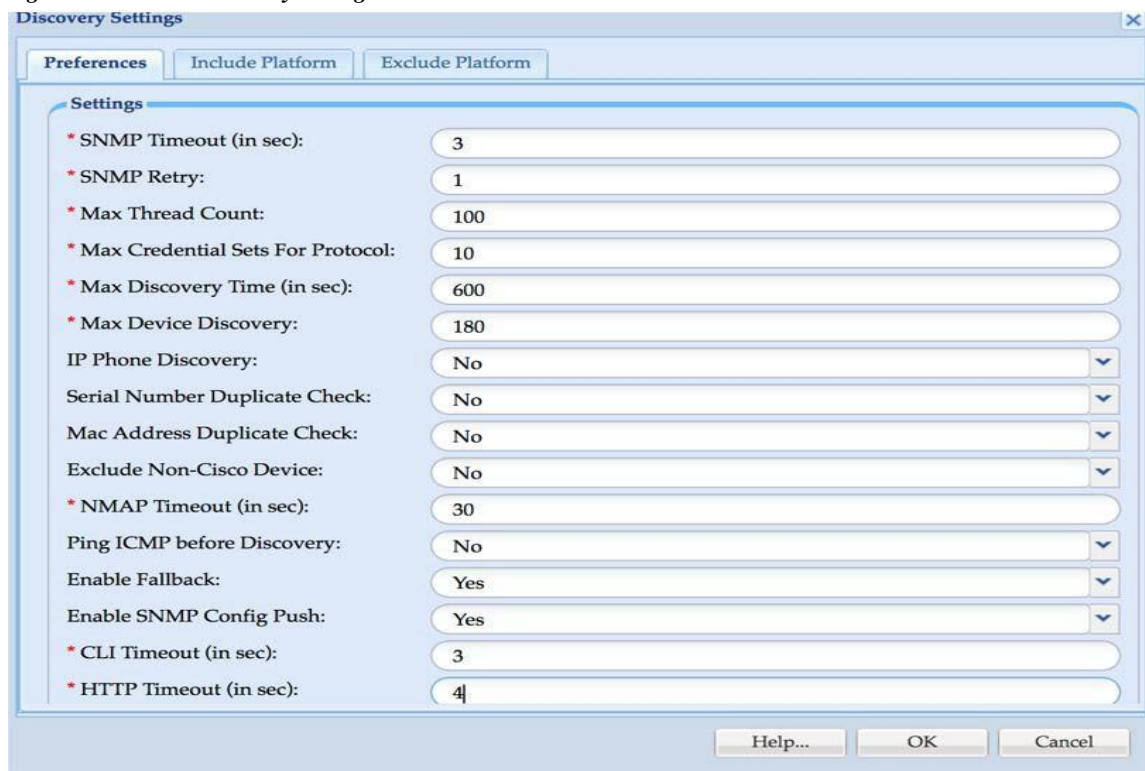 Discovery Settings
Preferences
Include Platform
Exclude Platform
Settings
* SNMP Timeout (in sec): 3
* SNMP Retry: 1
* Max Thread Count: 100
* Max Credential Sets For Protocol: 10
* Max Discovery Time (in sec): 600
* Max Device Discovery: 180
IP Phone Discovery: No
Serial Number Duplicate Check: No
Mac Address Duplicate Check: No
Exclude Non-Cisco Device: No
* NMAP Timeout (in sec): 30
Ping ICMP before Discovery: No
Enable Fallback: Yes
Enable SNMP Config Push: Yes
* CLI Timeout (in sec): 3
* HTTP Timeout (in sec): 4
Help... OK Cancel